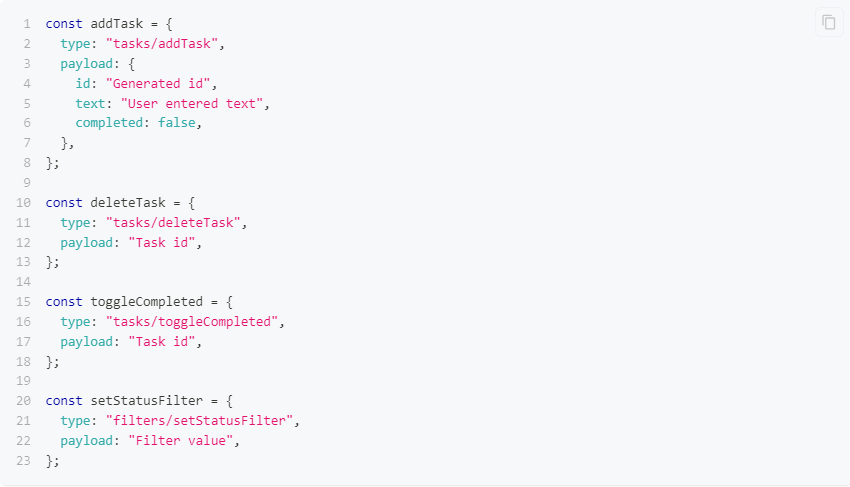 1 const addTask = {
2   type: "tasks/addTask",
3   payload: {
4     id: "Generated id",
5     text: "User entered text",
6     completed: false,
7   },
8 };
9
10 const deleteTask = {
11   type: "tasks/deleteTask",
12   payload: "Task id",
13 };
14
15 const toggleCompleted = {
16   type: "tasks/toggleCompleted",
17   payload: "Task id",
18 };
19
20 const setStatusFilter = {
21   type: "filters/setStatusFilter",
22   payload: "Filter value",
23 };